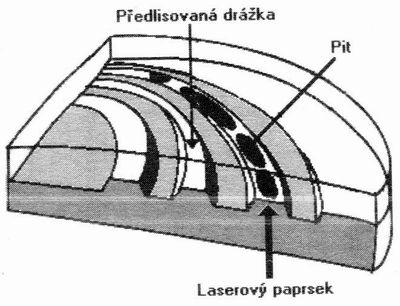 Předlisovaná drážka
Pit
Laserový paprsek